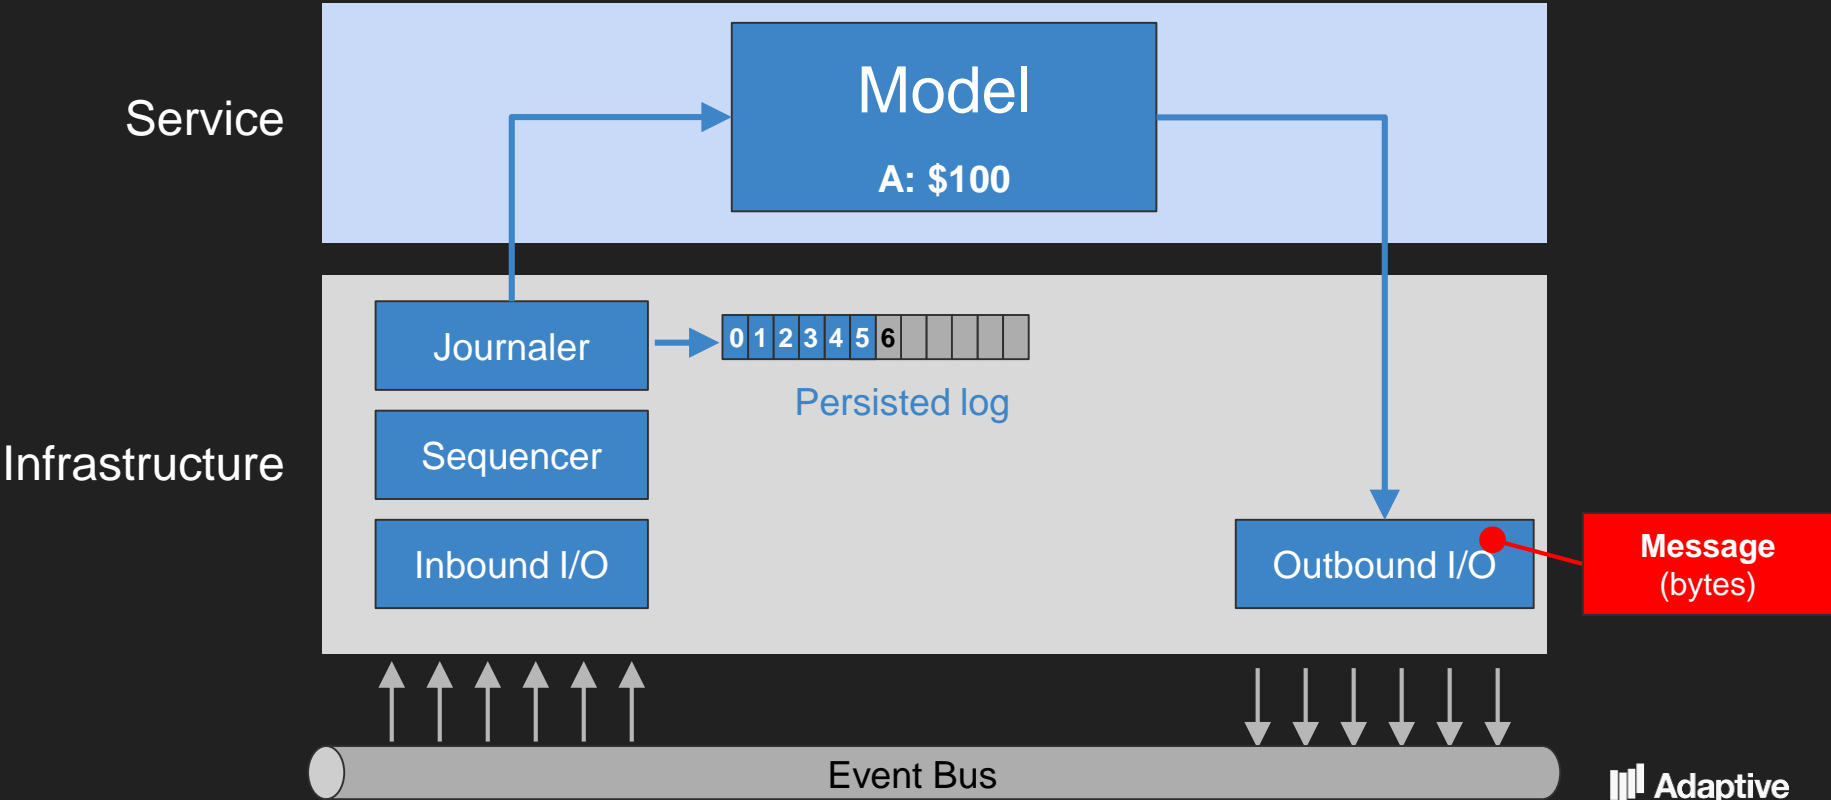 Service
Model
A: $100
Journaler
0 1 2 3 4 5 6
Persisted log
Infrastructure
Sequencer
Inbound I/O
Outbound I/O
Message
(bytes)
Event Bus
Adaptive